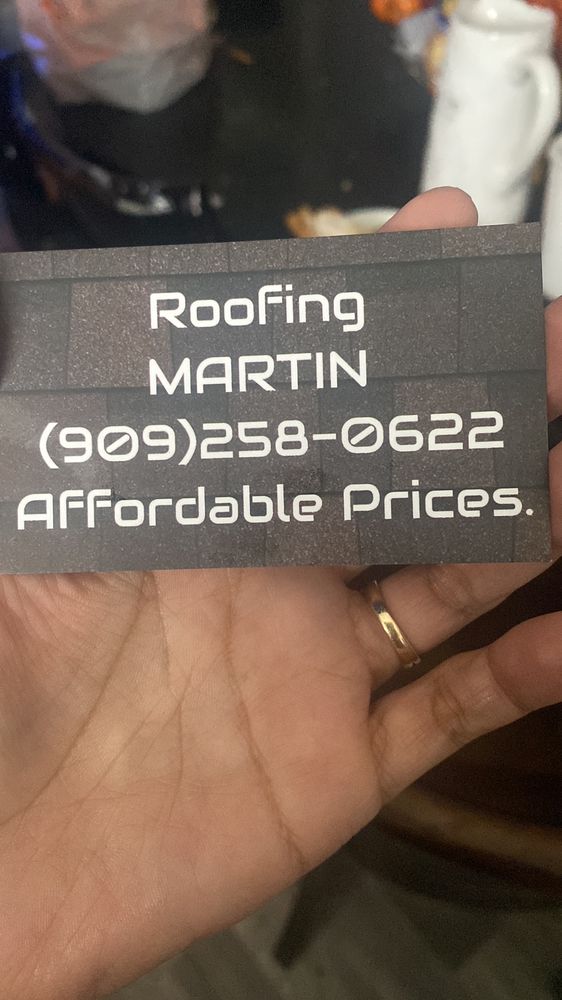 Roofing
MARTIN
(909)258-0622
Affordable Prices.